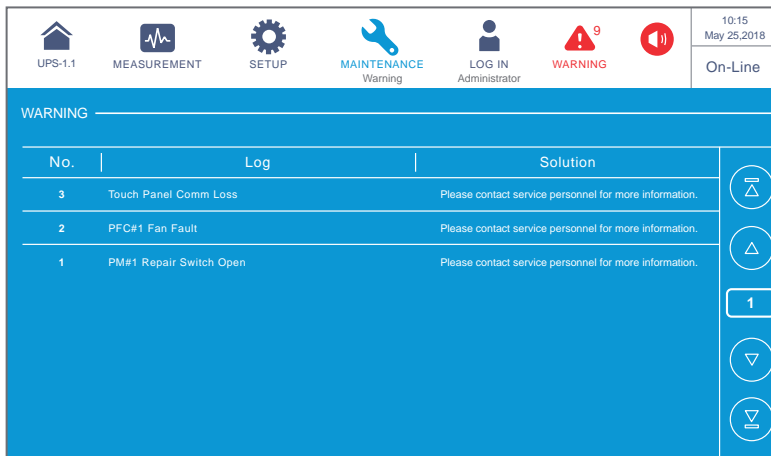 9
10:15
May 25,2018
UPS-1.1 MEASUREMENT SETUP MAINTENANCE LOG IN WARNING On-Line
Warning Administrator
WARNING
No. Log Solution
3 Touch Panel Comm Loss Please contact service personnel for more information.
2 PFC#1 Fan Fault Please contact service personnel for more information.
1 PM#1 Repair Switch Open Please contact service personnel for more information.
1